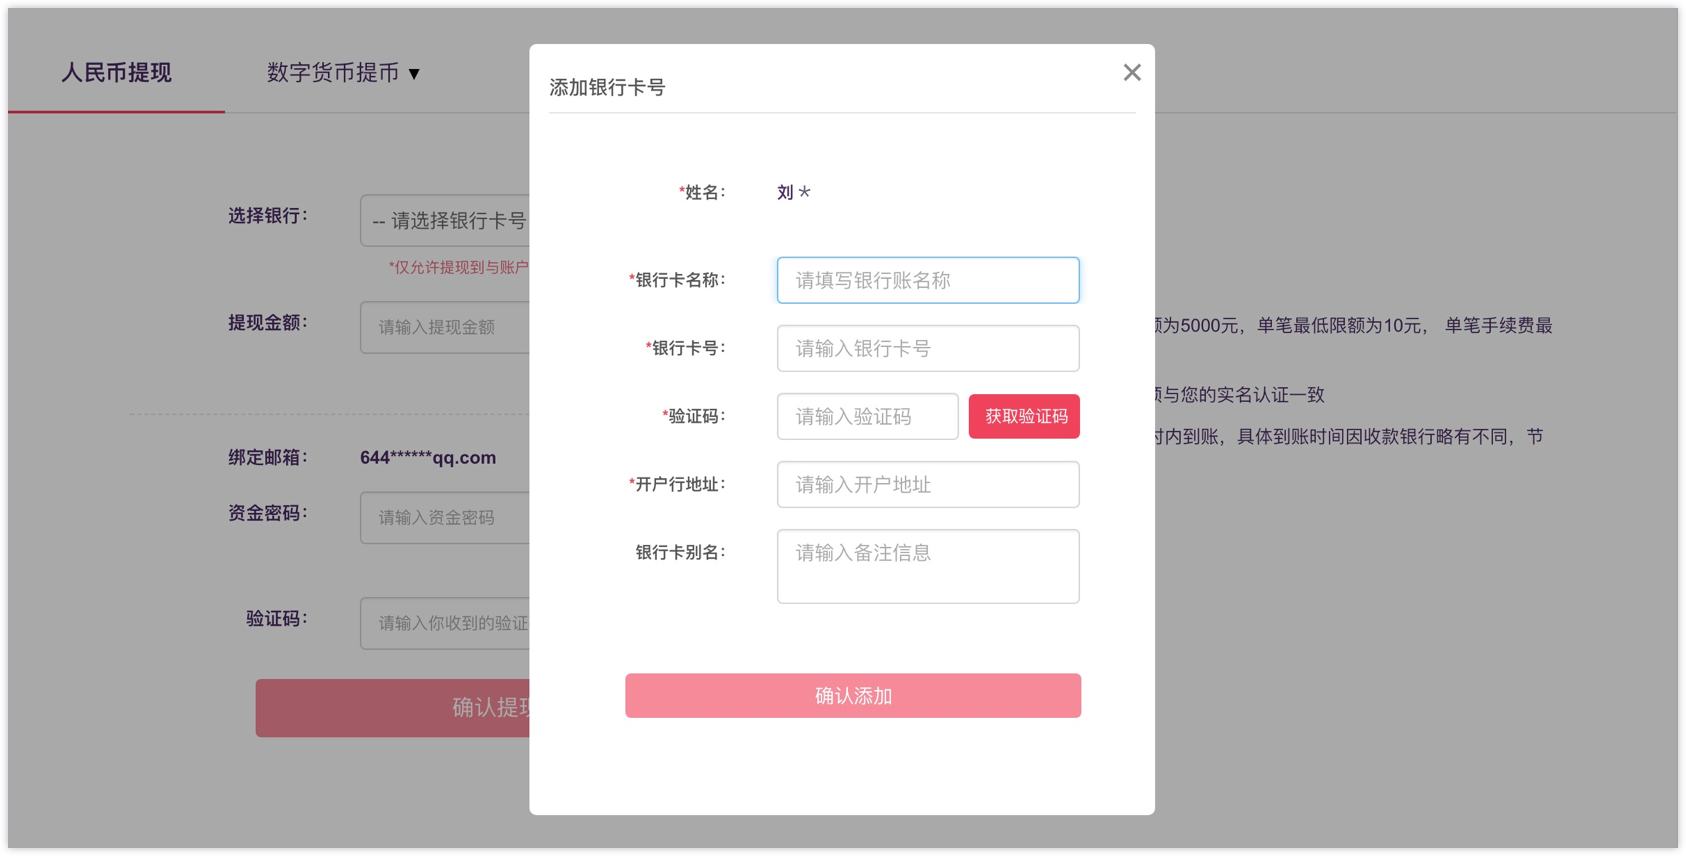 人民币提现
数字货币提币 ▼
添加银行卡号
*姓名：
刘 *
选择银行：
-- 请选择银行卡号
*仅允许提现到与账户
*银行卡名称：
请填写银行账名称
提现金额：
请输入提现金额
额为5000元，单笔最低限额为10元， 单笔手续费最
*银行卡号：
请输入银行卡号
须与您的实名认证一致
*验证码：
请输入验证码
获取验证码
时内到账，具体到账时间因收款银行略有不同，节
绑定邮箱：
644******qq.com
*开户行地址：
请输入开户地址
资金密码：
请输入资金密码
银行卡别名：
请输入备注信息
验证码：
请输入你收到的验证
确认提现
确认添加